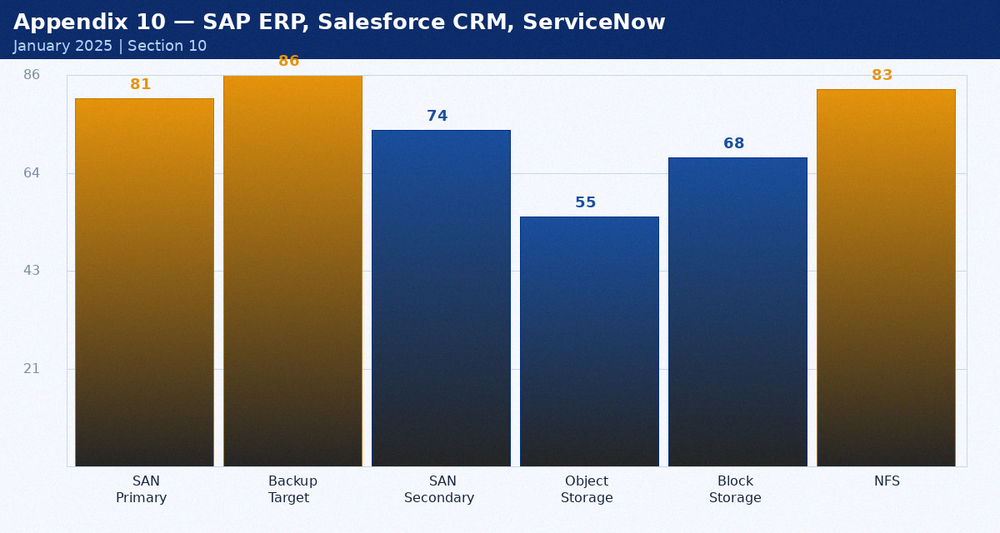 Appendix 10 — SAP ERP, Salesforce CRM, ServiceNow
January 2025 | Section 10
86
64
43
21
81
86
74
55
68
83
SAN
Primary
Backup
Target
SAN
Secondary
Object
Storage
Block
Storage
NFS